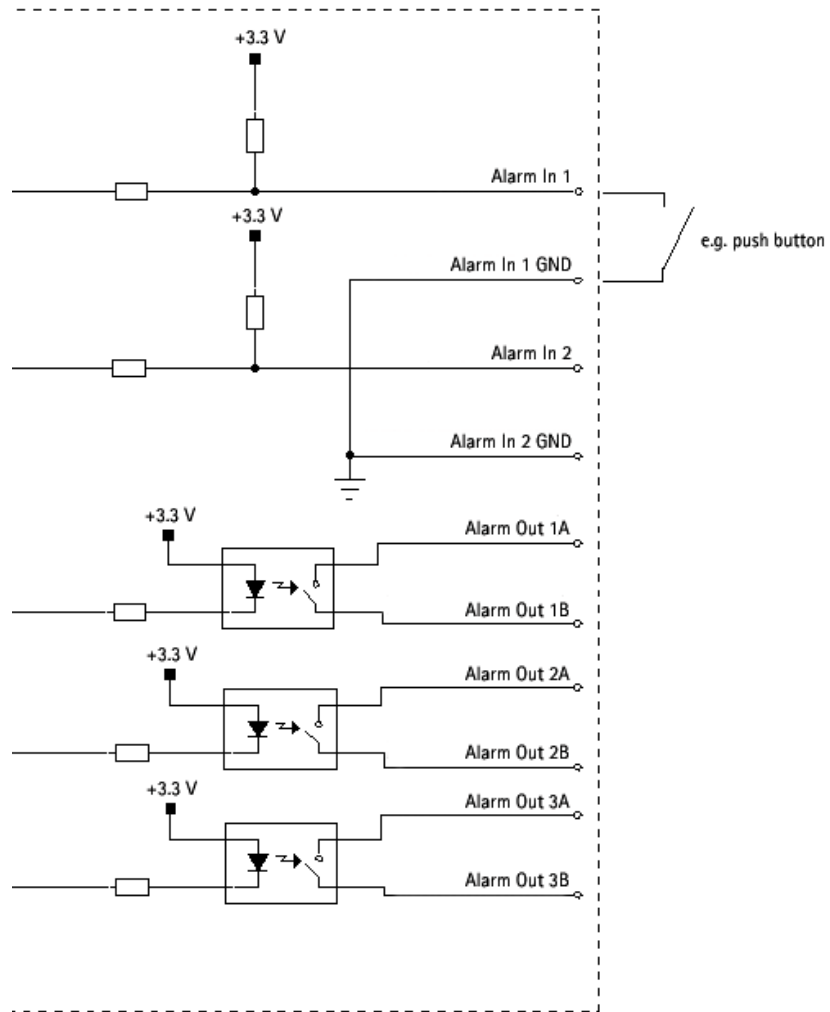 +3.3 V
Alarm In 1
+3.3 V
e.g. push button
Alarm In 1 GND
Alarm In 2
Alarm In 2 GND
+3.3 V
Alarm Out 1A
Alarm Out 1B
+3.3 V
Alarm Out 2A
Alarm Out 2B
+3.3 V
Alarm Out 3A
Alarm Out 3B